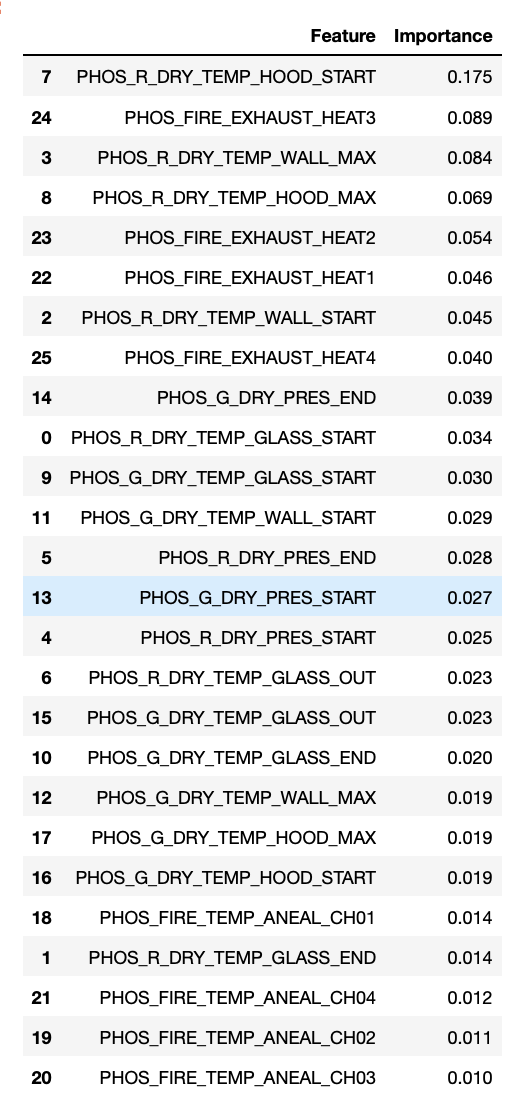 Feature Importance
7 PHOS_R_DRY_TEMP_HOOD_START 0.175
24 PHOS_FIRE_EXHAUST_HEAT3 0.089
3 PHOS_R_DRY_TEMP_WALL_MAX 0.084
8 PHOS_R_DRY_TEMP_HOOD_MAX 0.069
23 PHOS_FIRE_EXHAUST_HEAT2 0.054
22 PHOS_FIRE_EXHAUST_HEAT1 0.046
2 PHOS_R_DRY_TEMP_WALL_START 0.045
25 PHOS_FIRE_EXHAUST_HEAT4 0.040
14 PHOS_G_DRY_PRES_END 0.039
0 PHOS_R_DRY_TEMP_GLASS_START 0.034
9 PHOS_G_DRY_TEMP_GLASS_START 0.030
11 PHOS_G_DRY_TEMP_WALL_START 0.029
5 PHOS_R_DRY_PRES_END 0.028
13 PHOS_G_DRY_PRES_START 0.027
4 PHOS_R_DRY_PRES_START 0.025
6 PHOS_R_DRY_TEMP_GLASS_OUT 0.023
15 PHOS_G_DRY_TEMP_GLASS_OUT 0.023
10 PHOS_G_DRY_TEMP_GLASS_END 0.020
12 PHOS_G_DRY_TEMP_WALL_MAX 0.019
17 PHOS_G_DRY_TEMP_HOOD_MAX 0.019
16 PHOS_G_DRY_TEMP_HOOD_START 0.019
18 PHOS_FIRE_TEMP_ANEAL_CH01 0.014
1 PHOS_R_DRY_TEMP_GLASS_END 0.014
21 PHOS_FIRE_TEMP_ANEAL_CH04 0.012
19 PHOS_FIRE_TEMP_ANEAL_CH02 0.011
20 PHOS_FIRE_TEMP_ANEAL_CH03 0.010